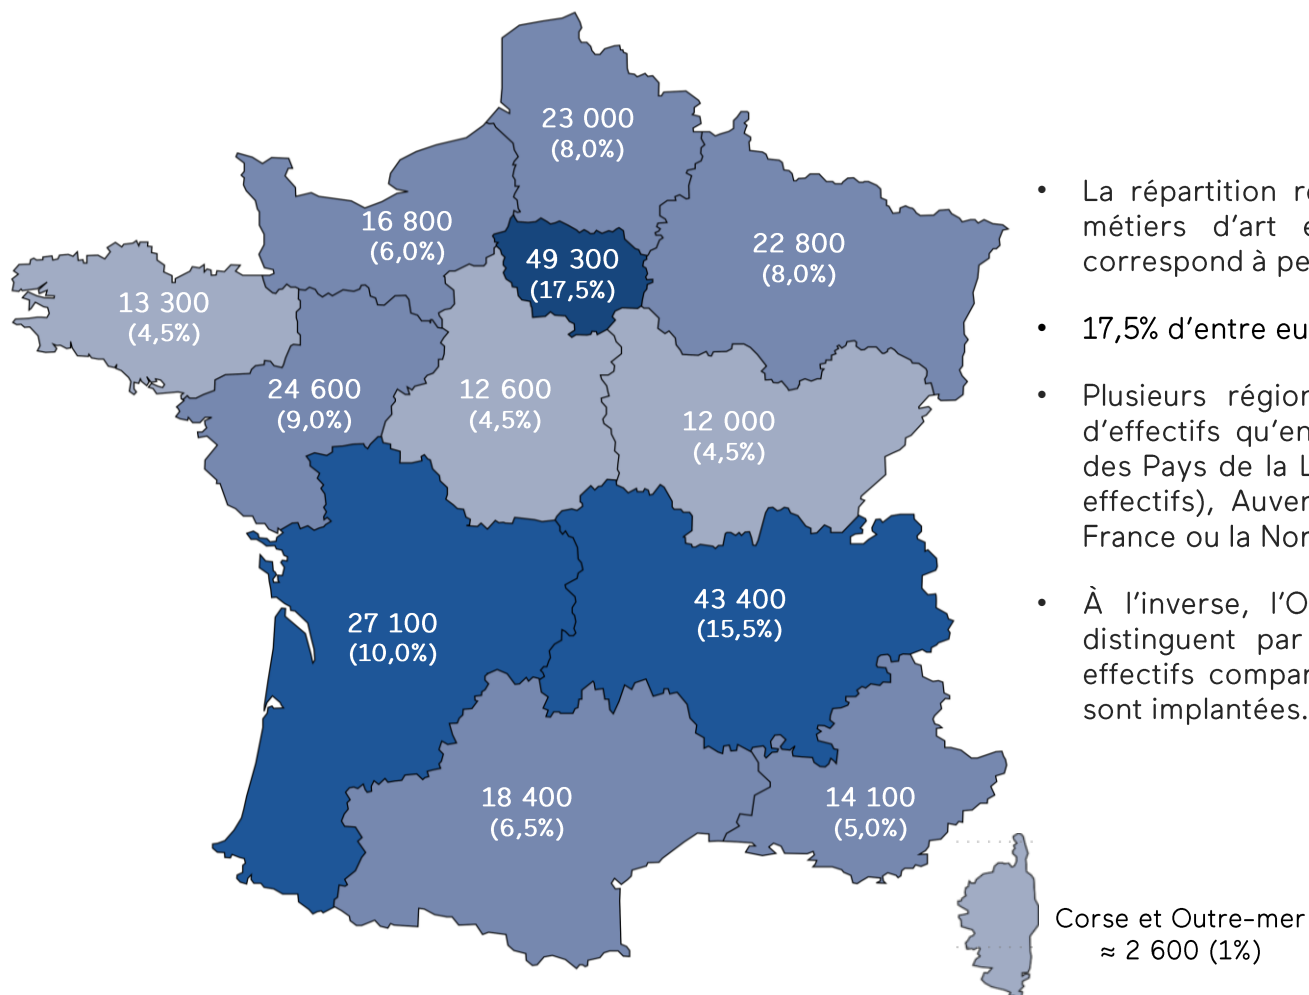 23 000
(8,0%)
16 800
(6,0%)
49 300
(17,5%)
22 800
(8,0%)
13 300
(4,5%)
24 600
(9,0%)
12 600
(4,5%)
12 000
(4,5%)
27 100
(10,0%)
43 400
(15,5%)
18 400
(6,5%)
14 100
(5,0%)
Corse et Outre-mer
≈ 2 600 (1%)
• La répartition
métiers d'art
correspond à
• 17,5% d'entre
• Plusieurs
d'effectifs
des Pays de la
effectifs),
France ou la
• À l'inverse,
distinguent par
effectifs
sont implantées.